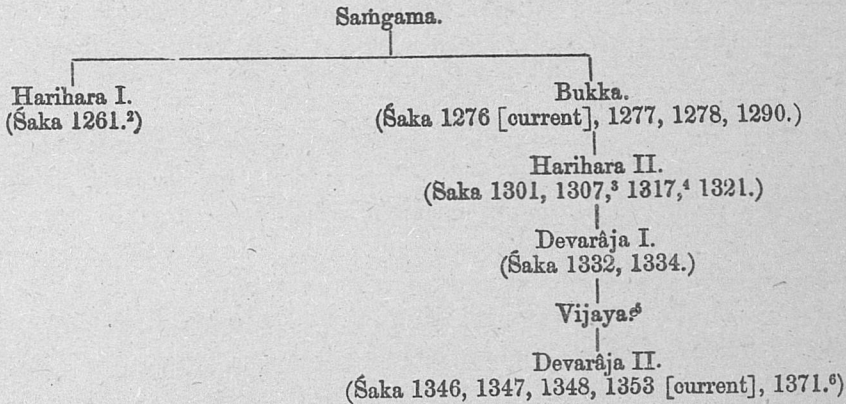 Saṁgama.
Harihara I.
(Śaka 1261.²)
Bukka.
(Śaka 1276 [current], 1277, 1278, 1290.)
Harihara II.
(Śaka 1301, 1307,³ 1317,⁴ 1321.)
Devarâja I.
(Śaka 1332, 1334.)
Vijaya.⁵
Devarâja II.
(Śaka 1346, 1347, 1348, 1353 [current], 1371.⁶)